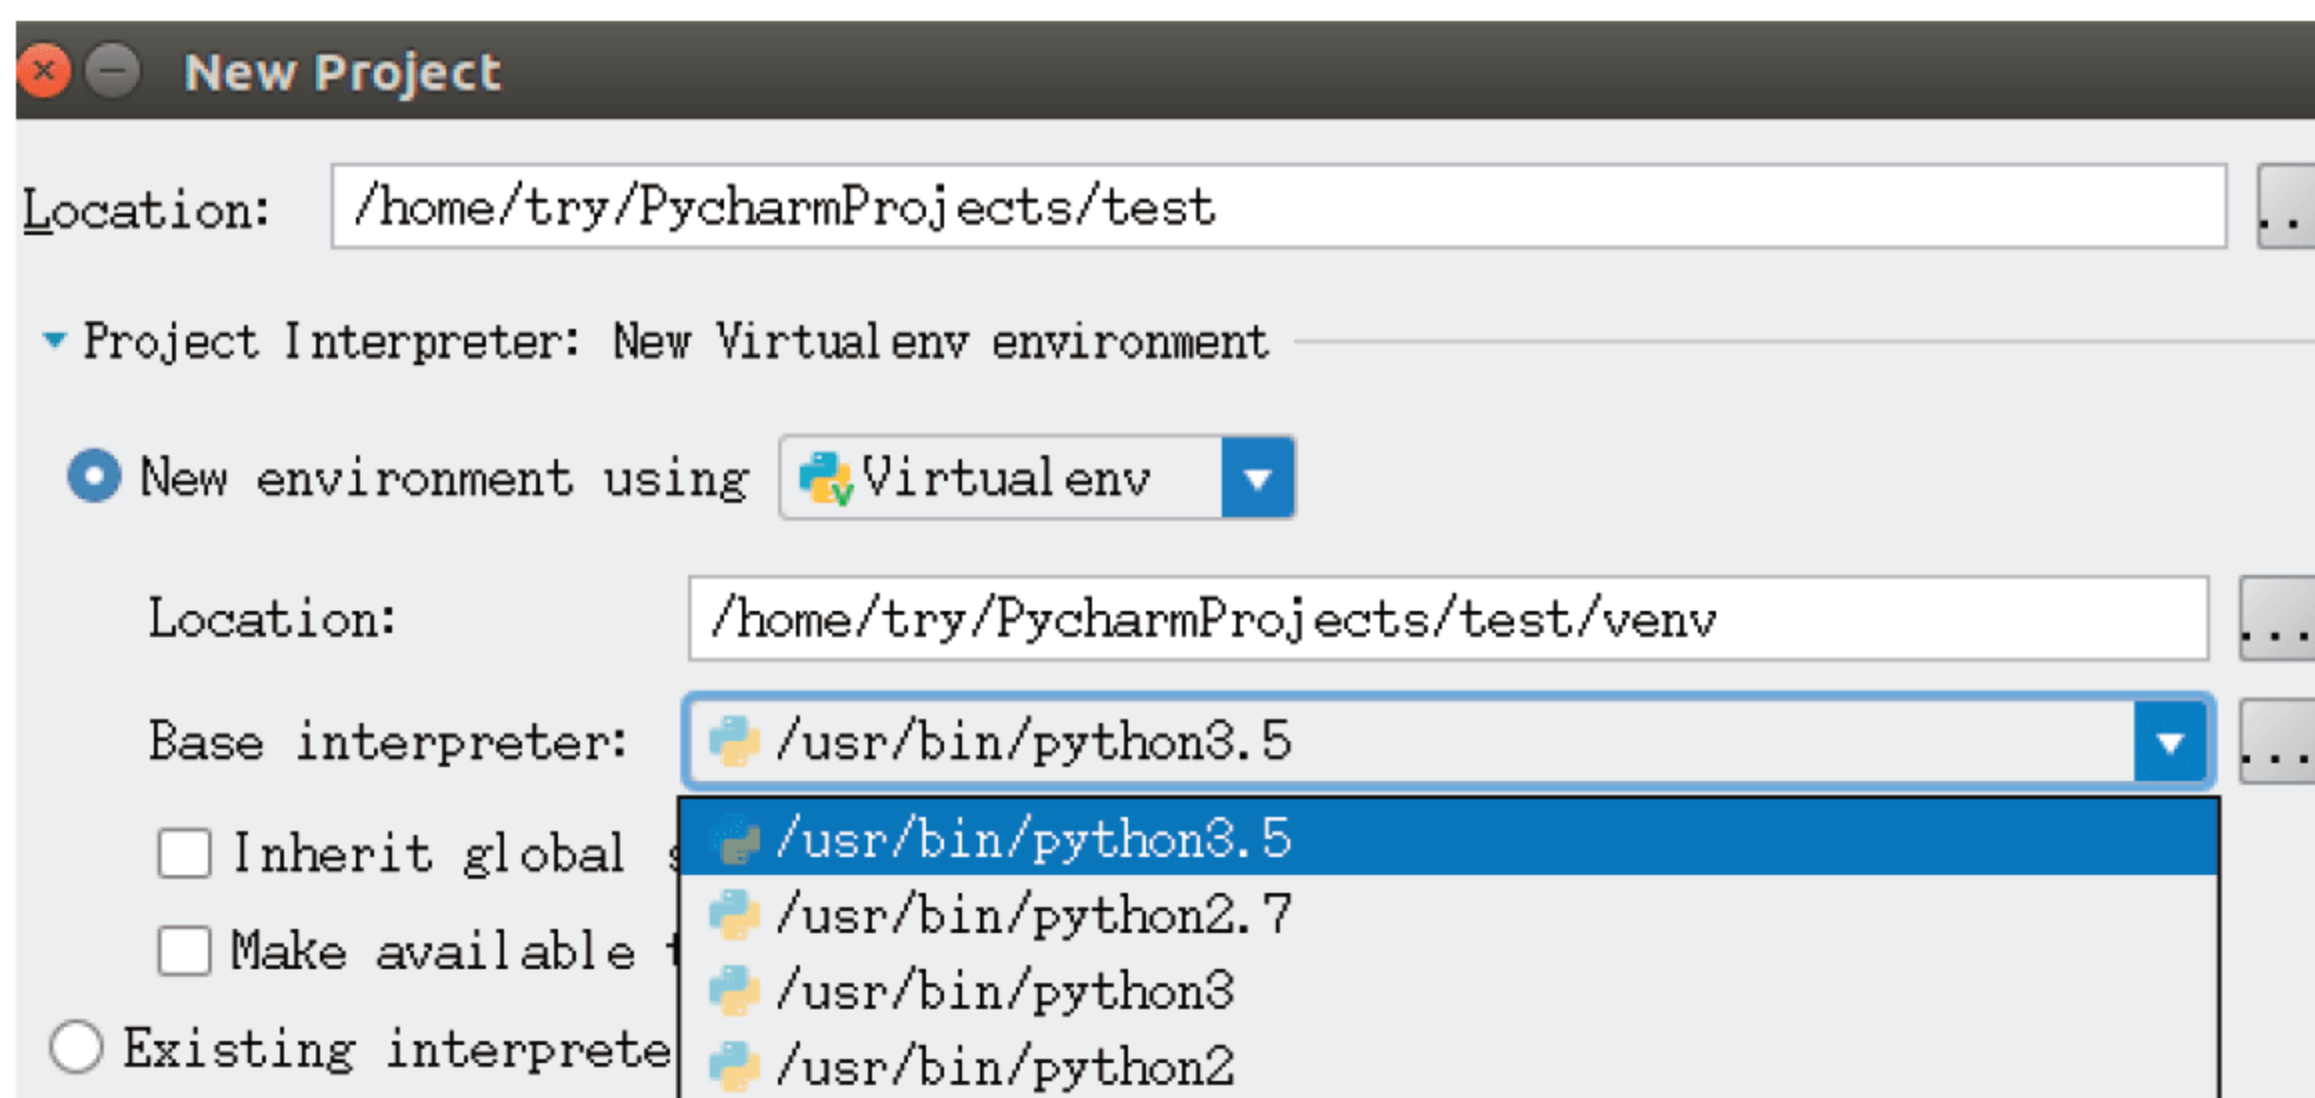 New Project
Location: /home/try/PycharmProjects/test ..
Project Interpreter: New Virtualenv environment
New environment using Virtualenv
Location: /home/try/PycharmProjects/test/venv ...
Base interpreter: /usr/bin/python3.5 ...
/usr/bin/python3.5
Inherit global
/usr/bin/python2.7
Make available
/usr/bin/python3
Existing interprete
/usr/bin/python2